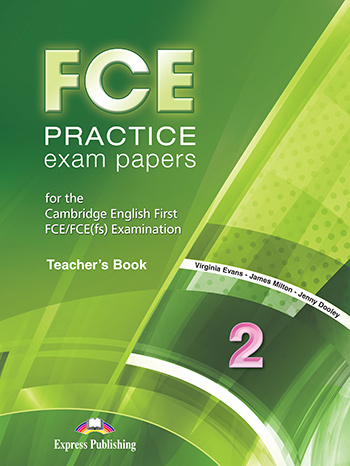 FCE
PRACTICE
exam papers
for the
Cambridge English First
FCE/FCE(fs) Examination
Teacher's Book
Virginia Evans - James Milton - Jenny Dooley
2
Express Publishing